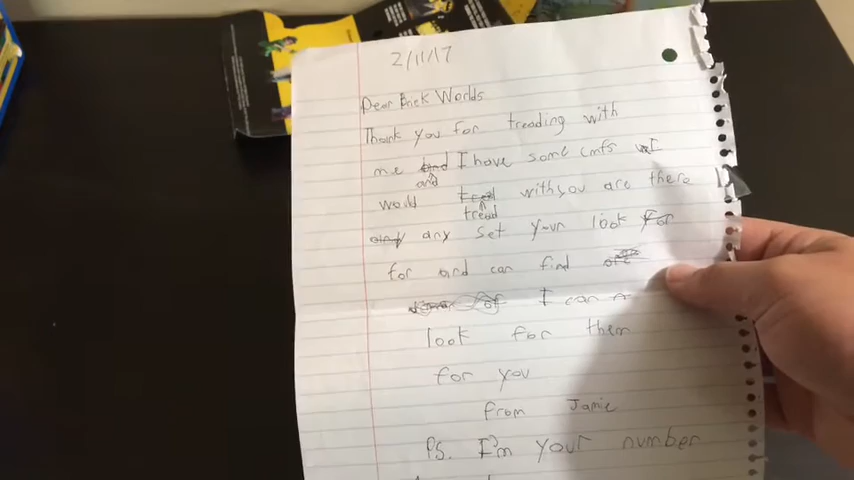 2/11/17
Dear Brick Worlds
Thank you for treading with
me and I have some cmfs I
would tread with you are there
any any set your look for
for and can find
I can
look for them
for you
from Jamie
PS. I'm your number